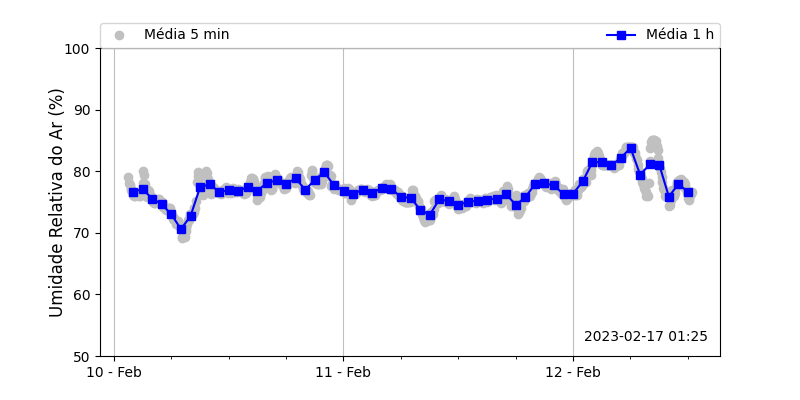 Média 5 min
Média 1 h
Umidade Relativa do Ar (%)
100
90
80
70
60
50
2023-02-17 01:25
10 - Feb
11 - Feb
12 - Feb